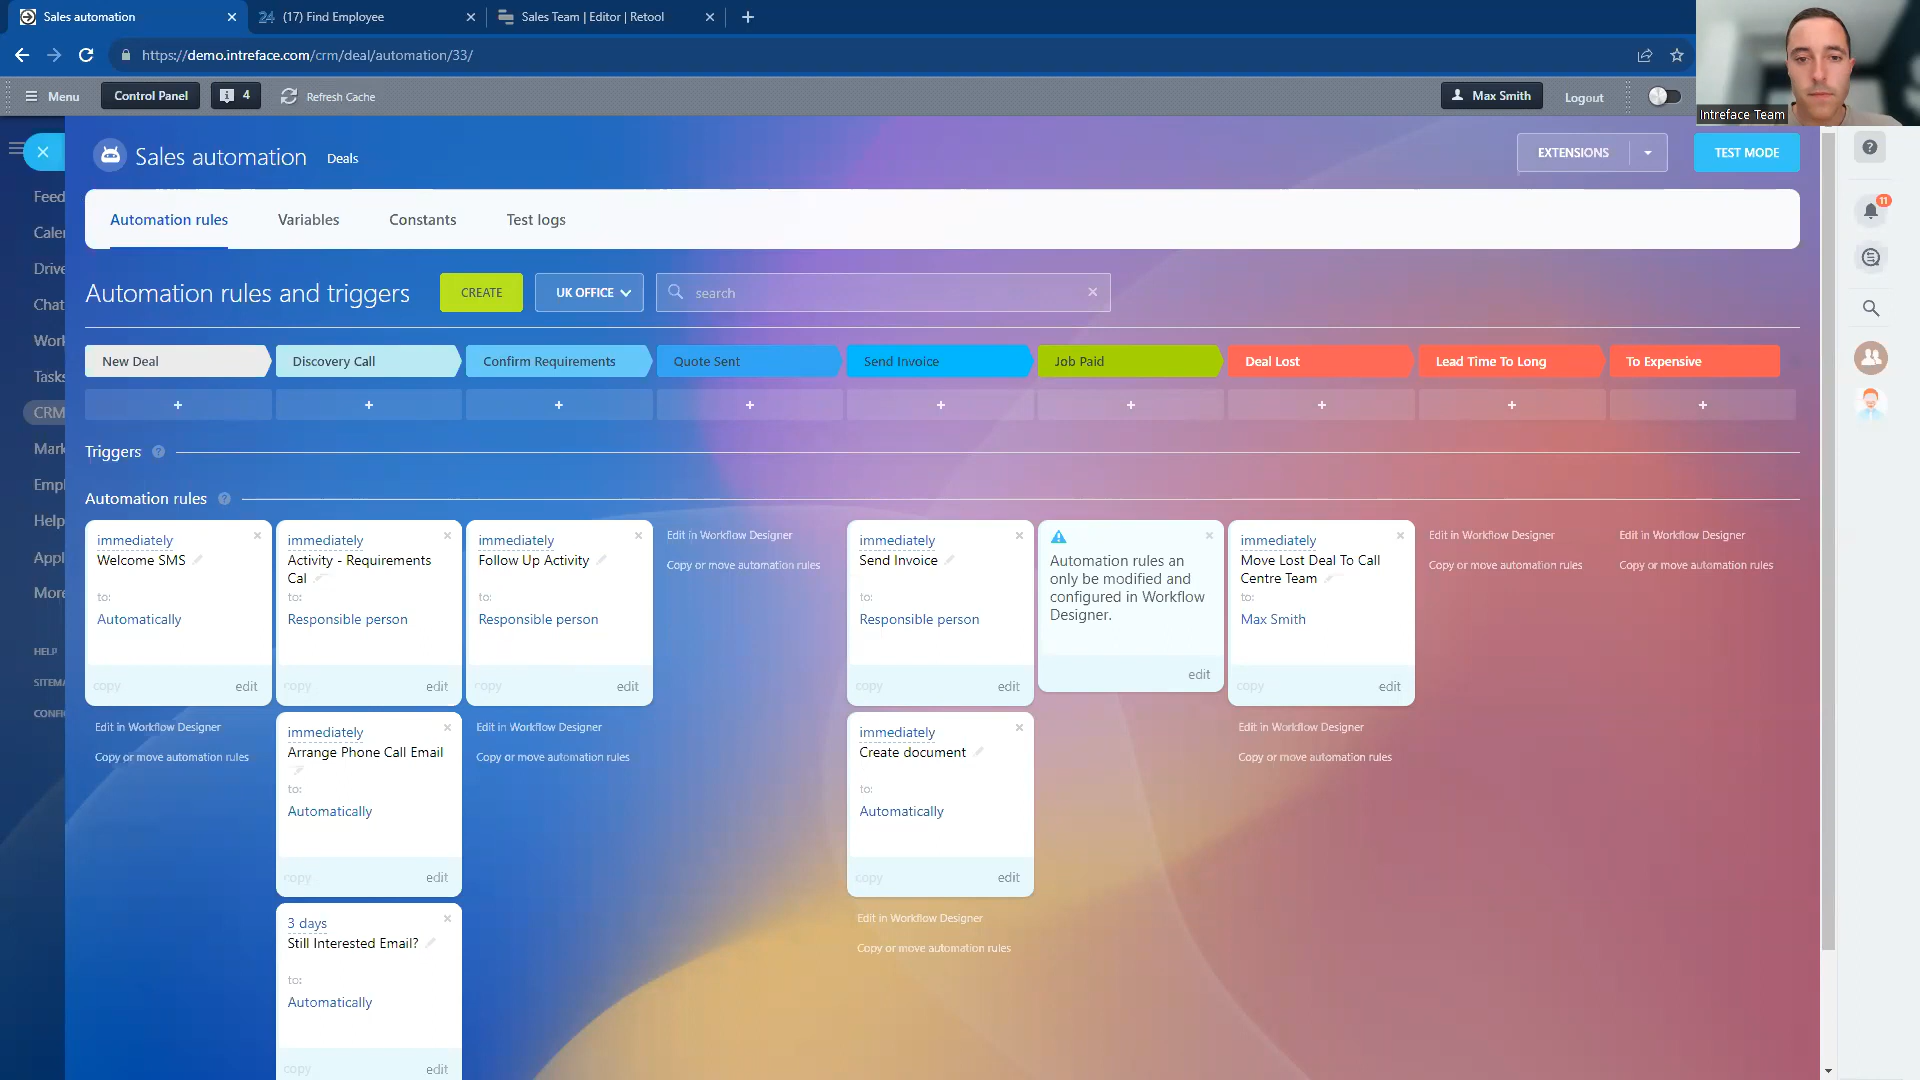 Sales automation
(17) Find Employee
Sales Team | Editor | Retool
https://demo.intreface.com/crm/deal/automation/33/
Menu
Control Panel
4
Refresh Cache
Max Smith
Logout
Intreface Team
Sales automation
Deals
EXTENSIONS
TEST MODE
Feed
Caler
Drive
Chat
Work
Tasks
CRM
Mark
Empl
Help
Appl
More
HELP
SITEMA
CONFI
11
Automation rules
Variables
Constants
Test logs
Automation rules and triggers
CREATE
UK OFFICE
search
New Deal
Discovery Call
Confirm Requirements
Quote Sent
Send Invoice
Job Paid
Deal Lost
Lead Time To Long
To Expensive
Triggers
Automation rules
immediately
Welcome SMS
to:
Automatically
copy
edit
Edit in Workflow Designer
Copy or move automation rules
immediately
Activity - Requirements
Cal
to:
Responsible person
copy
edit
immediately
Arrange Phone Call Email
to:
Automatically
copy
edit
3 days
Still Interested Email?
to:
Automatically
copy
edit
immediately
Follow Up Activity
to:
Responsible person
copy
edit
Edit in Workflow Designer
Copy or move automation rules
Edit in Workflow Designer
Copy or move automation rules
immediately
Send Invoice
to:
Responsible person
copy
edit
immediately
Create document
to:
Automatically
copy
edit
Edit in Workflow Designer
Copy or move automation rules
Automation rules an
only be modified and
configured in Workflow
Designer.
edit
immediately
Move Lost Deal To Call
Centre Team
to:
Max Smith
copy
edit
Edit in Workflow Designer
Copy or move automation rules
Edit in Workflow Designer
Copy or move automation rules
Edit in Workflow Designer
Copy or move automation rules